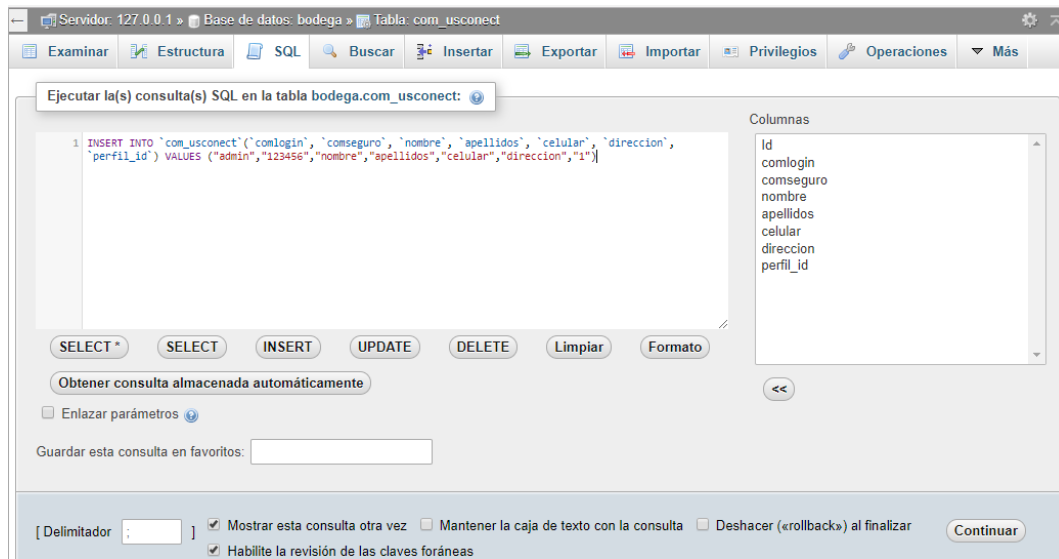 Servidor: 127.0.0.1 » Base de datos: bodega » Tabla: com_usconect
Examinar Estructura SQL Buscar Insertar Exportar Importar Privilegios Operaciones Más
Ejecutar la(s) consulta(s) SQL en la tabla bodega.com_usconect:
Columnas
1 INSERT INTO `com_usconect`(`comlogin`, `comseguro`, `nombre`, `apellidos`, `celular`, `direccion`,
`perfil_id`) VALUES ("admin","123456","nombre","apellidos","celular","direccion","1")
Id
comlogin
comseguro
nombre
apellidos
celular
direccion
perfil_id
SELECT * SELECT INSERT UPDATE DELETE Limpiar Formato
Obtener consulta almacenada automáticamente
<<
Enlazar parámetros
Guardar esta consulta en favoritos:
[ Delimitador ; ] Mostrar esta consulta otra vez Mantener la caja de texto con la consulta Deshacer («rollback») al finalizar Continuar
Habilite la revisión de las claves foráneas